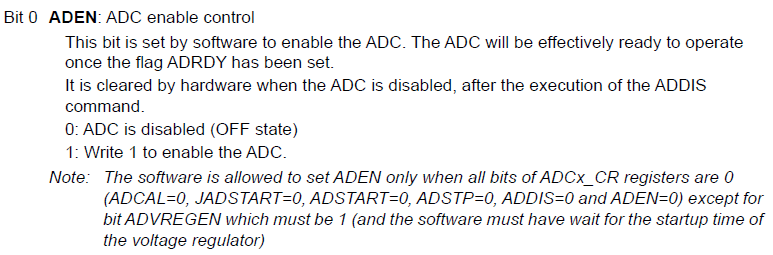 Bit 0 ADEN: ADC enable control
This bit is set by software to enable the ADC. The ADC will be effectively ready to operate
once the flag ADRDY has been set.
It is cleared by hardware when the ADC is disabled, after the execution of the ADDIS
command.
0: ADC is disabled (OFF state)
1: Write 1 to enable the ADC.
Note: The software is allowed to set ADEN only when all bits of ADCx_CR registers are 0
(ADCAL=0, JADSTART=0, ADSTART=0, ADSTP=0, ADDIS=0 and ADEN=0) except for
bit ADVREGEN which must be 1 (and the software must have wait for the startup time of
the voltage regulator)